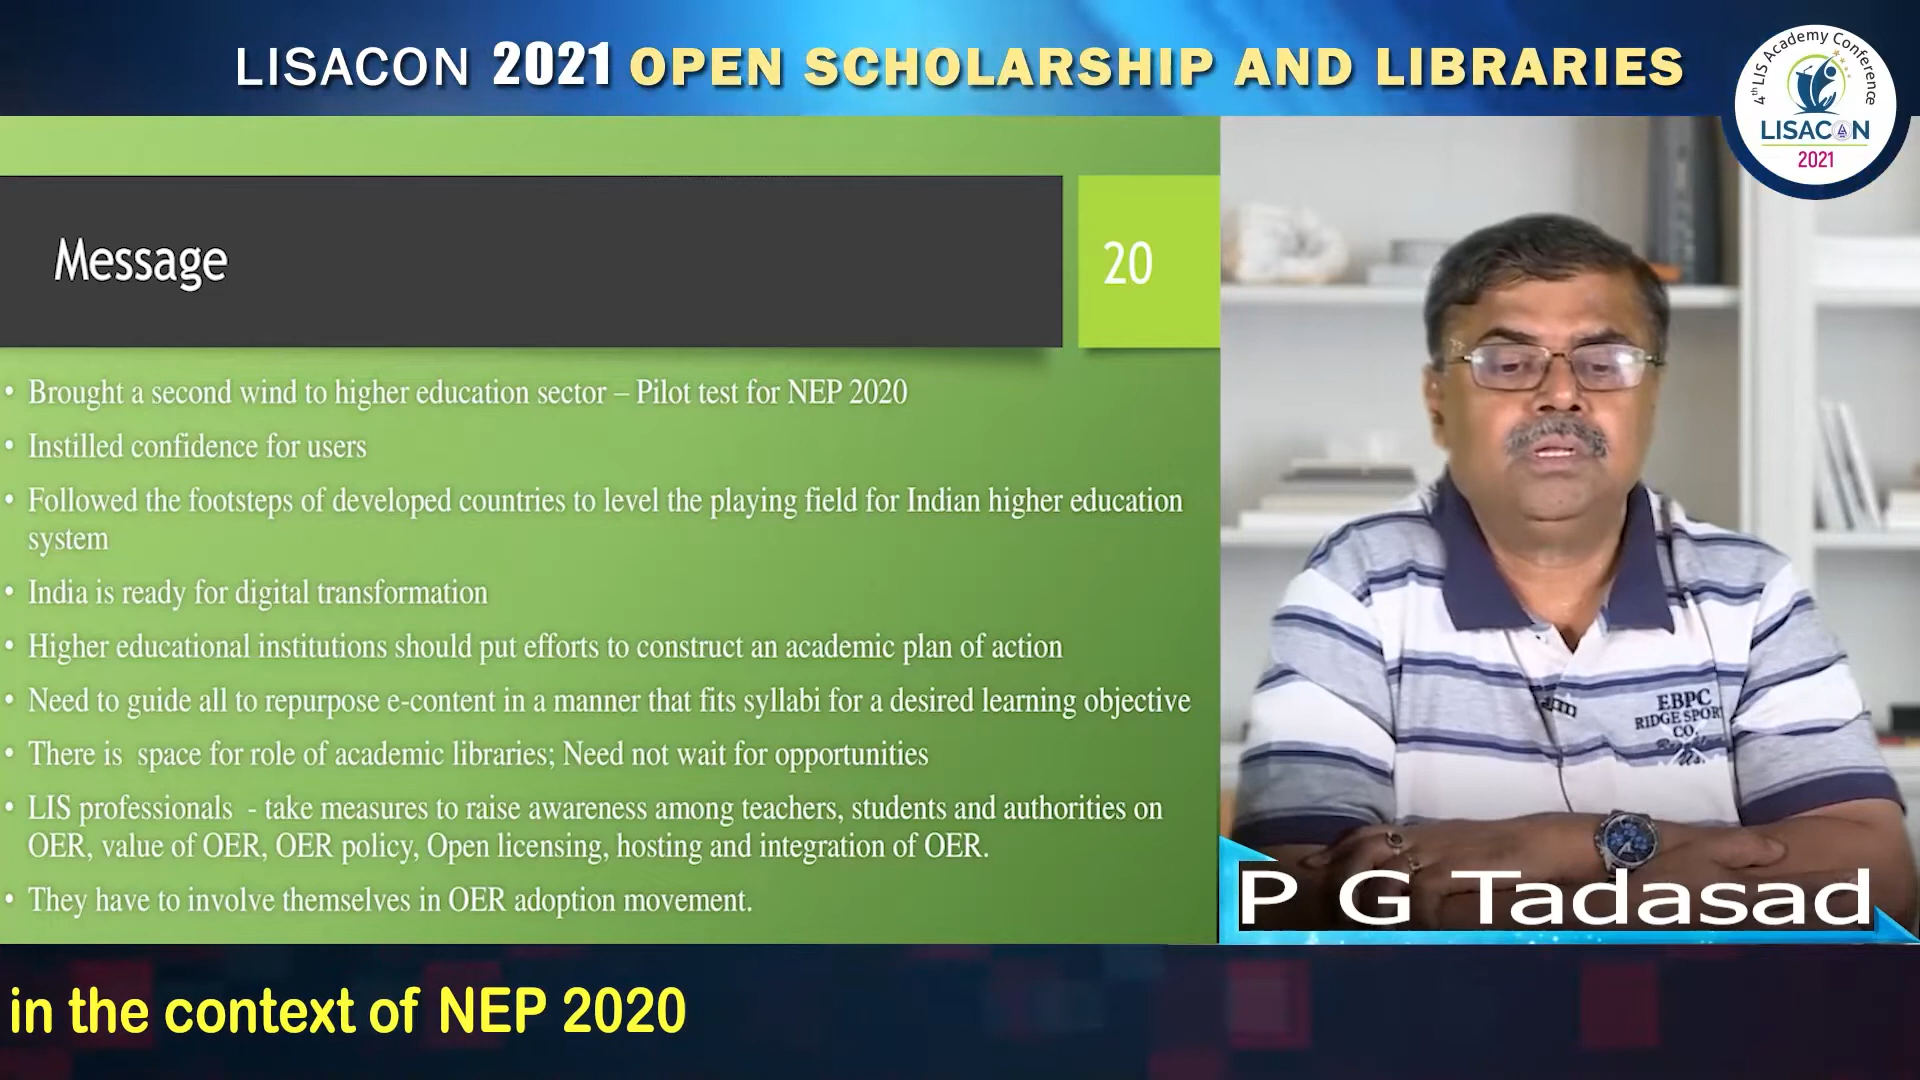 LISACON 2021 OPEN SCHOLARSHIP AND LIBRARIES
4th LIS Academy Conference
LISACON
2021
Message
20
• Brought a second wind to higher education sector – Pilot test for NEP 2020
• Instilled confidence for users
• Followed the footsteps of developed countries to level the playing field for Indian higher education
system
• India is ready for digital transformation
• Higher educational institutions should put efforts to construct an academic plan of action
• Need to guide all to repurpose e-content in a manner that fits syllabi for a desired learning objective
• There is space for role of academic libraries; Need not wait for opportunities
• LIS professionals - take measures to raise awareness among teachers, students and authorities on
OER, value of OER, OER policy, Open licensing, hosting and integration of OER.
• They have to involve themselves in OER adoption movement.
EBPC
RIDGE SPORT
CO.
P G Tadasad
in the context of NEP 2020